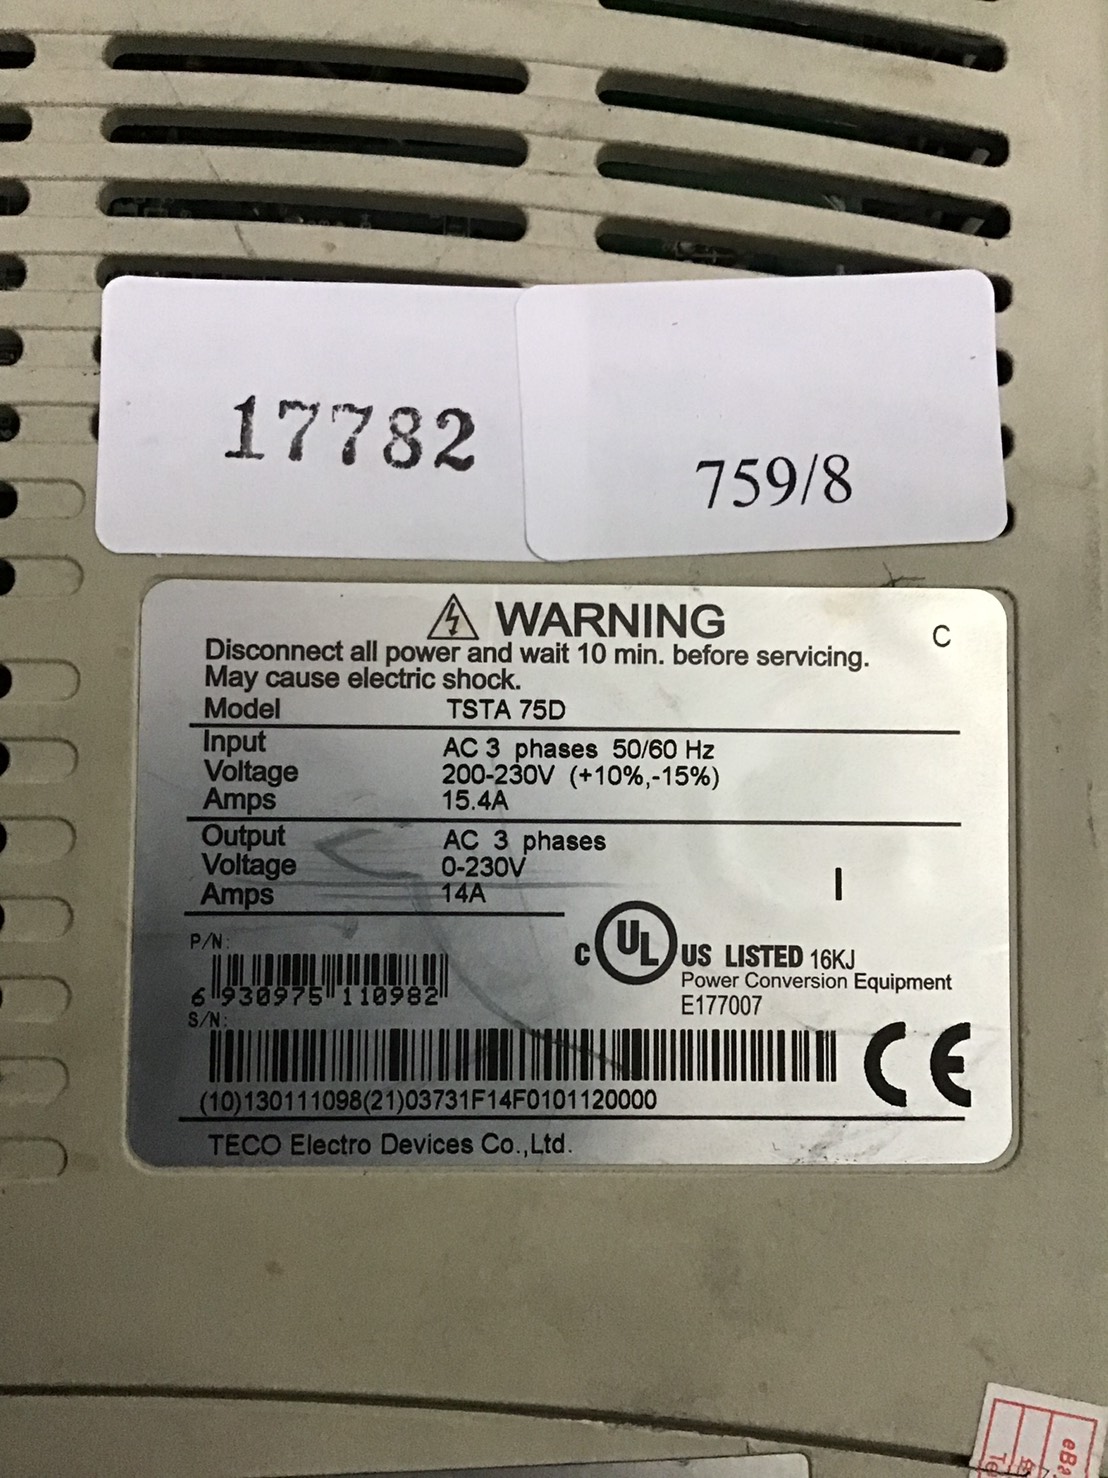 17782
759/8
WARNING
C
Disconnect all power and wait 10 min. before servicing.
May cause electric shock.
Model TSTA 75D
Input AC 3 phases 50/60 Hz
Voltage 200-230V (+10%,-15%)
Amps 15.4A
Output AC 3 phases
Voltage 0-230V
Amps 14A
I
P/N:
6 930975 110982
C UL US LISTED 16KJ
Power Conversion Equipment
E177007
S/N:
CE
(10)130111098(21)03731F14F0101120000
TECO Electro Devices Co.,Ltd.